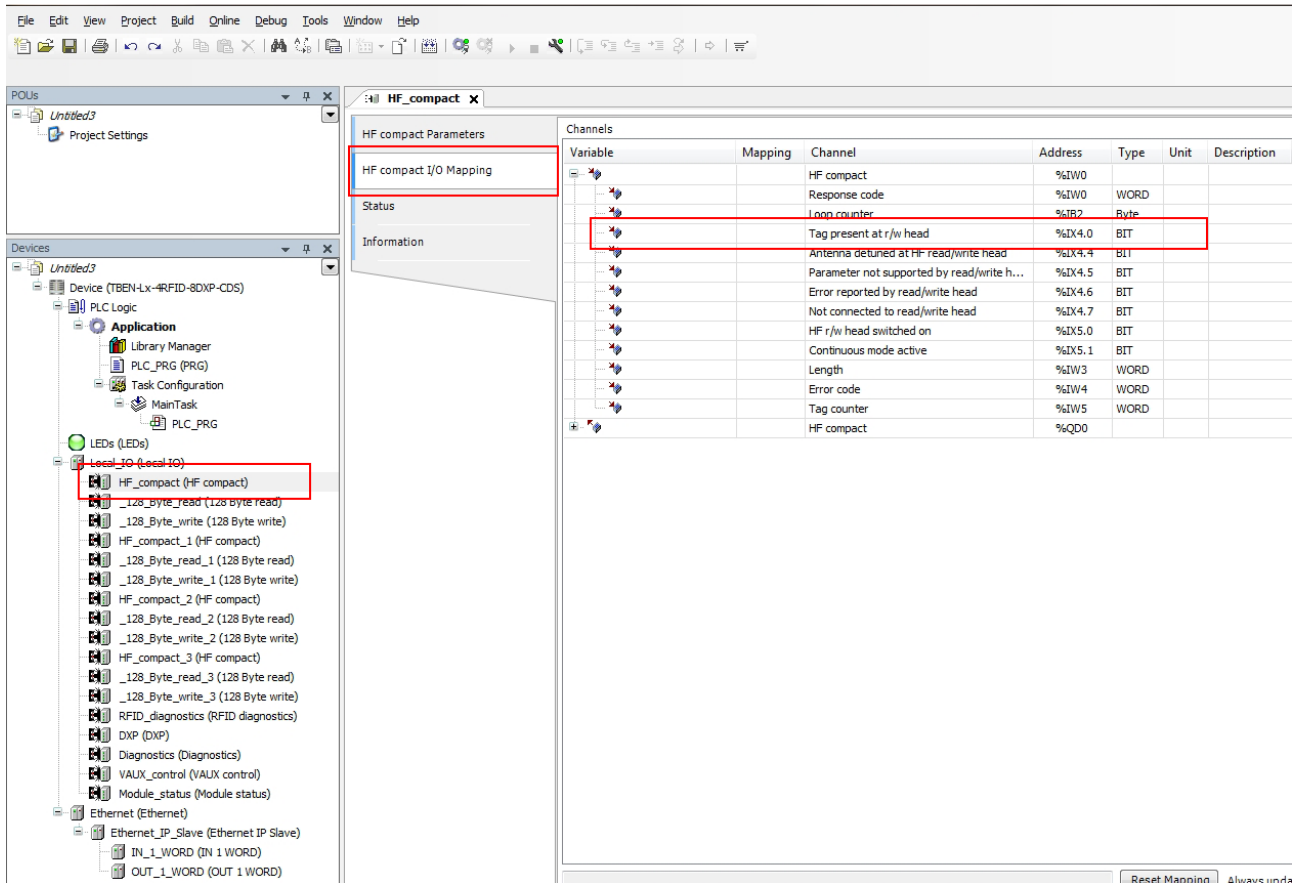 File Edit View Project Build Online Debug Tools Window Help
POUs
Untitled3
Project Settings
Devices
Untitled3
Device (TBEN-Lx-4RFID-8DXP-CDS)
PLC Logic
Application
Library Manager
PLC_PRG (PRG)
Task Configuration
MainTask
PLC_PRG
LEDs (LEDs)
Local_IO (Local IO)
HF_compact (HF compact)
_128_Byte_read (128 Byte read)
_128_Byte_write (128 Byte write)
HF_compact_1 (HF compact)
_128_Byte_read_1 (128 Byte read)
_128_Byte_write_1 (128 Byte write)
HF_compact_2 (HF compact)
_128_Byte_read_2 (128 Byte read)
_128_Byte_write_2 (128 Byte write)
HF_compact_3 (HF compact)
_128_Byte_read_3 (128 Byte read)
_128_Byte_write_3 (128 Byte write)
RFID_diagnostics (RFID diagnostics)
DXP (DXP)
Diagnostics (Diagnostics)
VAUX_control (VAUX control)
Module_status (Module status)
Ethernet (Ethernet)
Ethernet_IP_Slave (Ethernet IP Slave)
IN_1_WORD (IN 1 WORD)
OUT_1_WORD (OUT 1 WORD)
HF_compact
HF compact Parameters
HF compact I/O Mapping
Status
Information
Channels
Variable Mapping Channel Address Type Unit Description
HF compact %IW0
Response code %IW0 WORD
Loop counter %IB2 Byte
Tag present at r/w head %IX4.0 BIT
Antenna detuned at HF read/write head %IX4.4 BIT
Parameter not supported by read/write h... %IX4.5 BIT
Error reported by read/write head %IX4.6 BIT
Not connected to read/write head %IX4.7 BIT
HF r/w head switched on %IX5.0 BIT
Continuous mode active %IX5.1 BIT
Length %IW3 WORD
Error code %IW4 WORD
Tag counter %IW5 WORD
HF compact %QD0
Reset Mapping Always upda